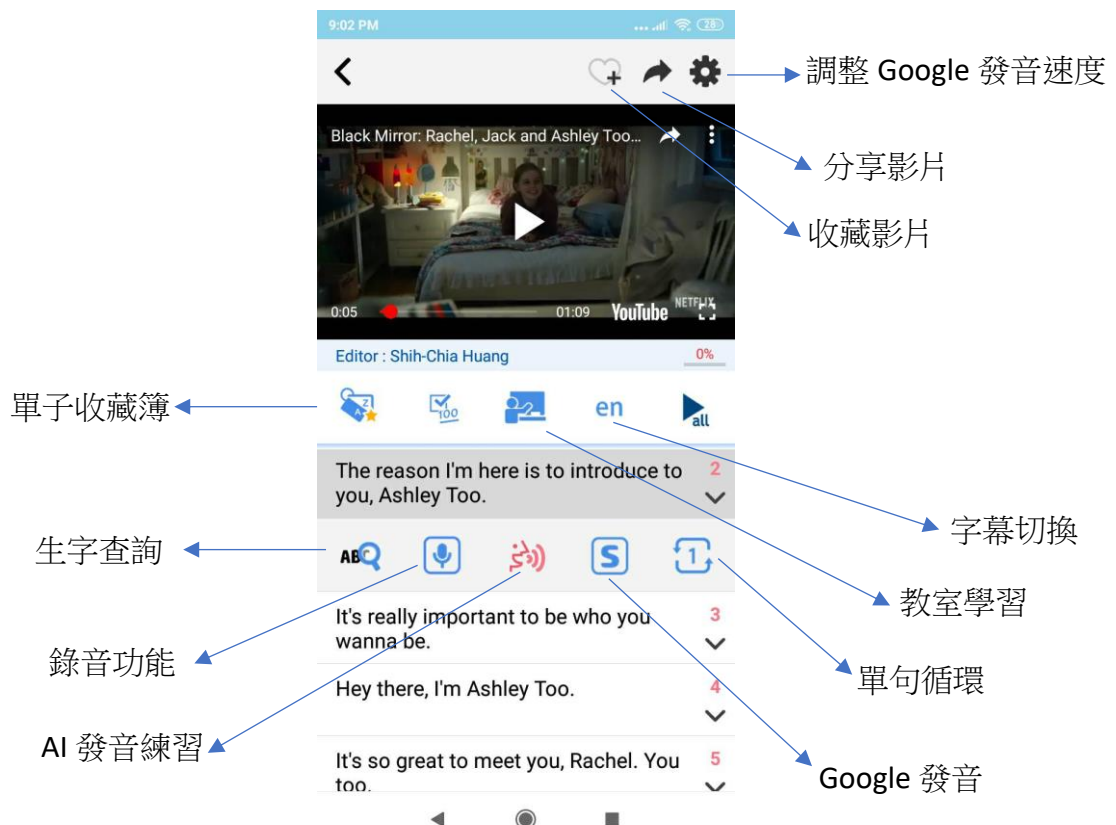 9:02 PM
28
調整 Google 發音速度
Black Mirror: Rachel, Jack and Ashley Too...
分享影片
收藏影片
0:05
01:09
YouTube
NETFLIX
Editor : Shih-Chia Huang
0%
單子收藏簿
A
Z
100
en
all
The reason I'm here is to introduce to
you, Ashley Too.
2
字幕切換
生字查詢
ABC
S
1
教室學習
It's really important to be who you
wanna be.
3
錄音功能
單句循環
Hey there, I'm Ashley Too.
4
AI 發音練習
It's so great to meet you, Rachel. You
too.
5
Google 發音